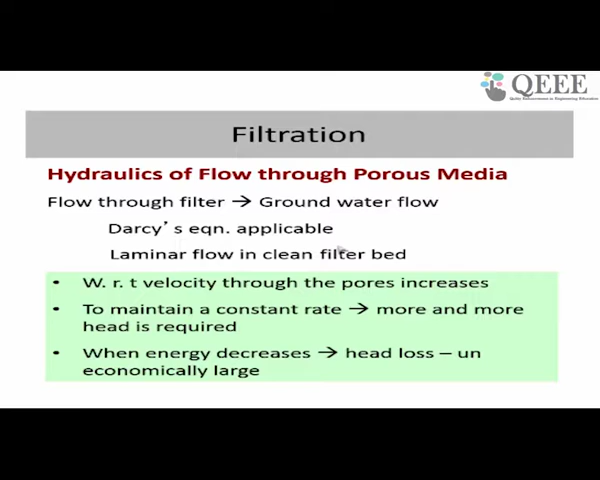 QEEE
Quality Enhancement in Engineering Education
Filtration
Hydraulics of Flow through Porous Media
Flow through filter → Ground water flow
Darcy's eqn. applicable
Laminar flow in clean filter bed
• W. r. t velocity through the pores increases
• To maintain a constant rate → more and more
head is required
• When energy decreases → head loss – un
economically large